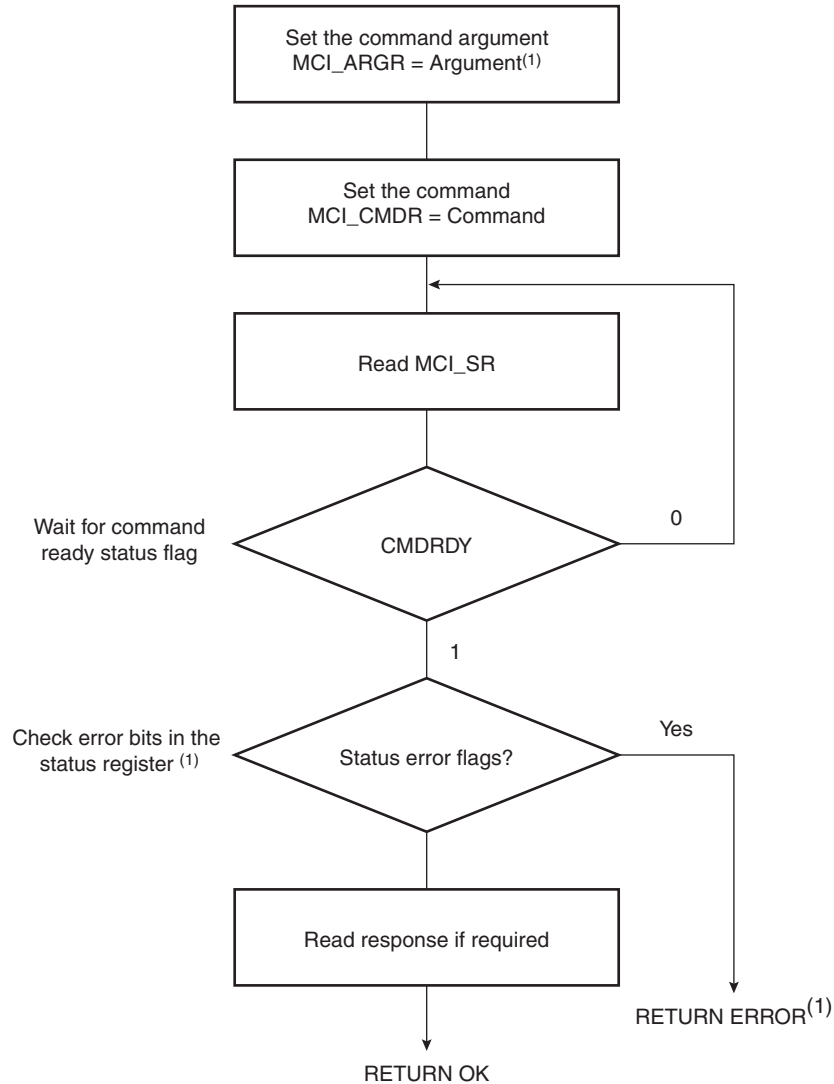 Set the command argument
MCI_ARGR = Argument(1)
Set the command
MCI_CMDR = Command
Read MCI_SR
Wait for command
ready status flag
CMDRDY
0
1
Check error bits in the
status register (1)
Status error flags?
Yes
Read response if required
RETURN ERROR(1)
RETURN OK